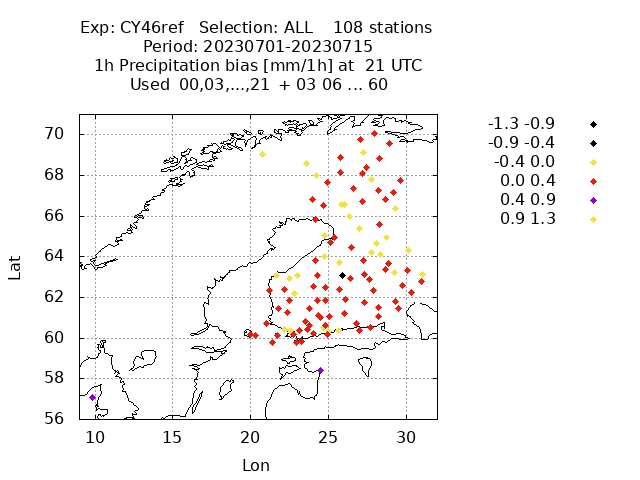 Exp: CY46ref Selection: ALL 108 stations
Period: 20230701-20230715
1h Precipitation bias [mm/1h] at 21 UTC
Used 00,03,...,21 + 03 06 ... 60
-1.3 -0.9
-0.9 -0.4
-0.4 0.0
0.0 0.4
0.4 0.9
0.9 1.3
70
68
66
64
62
60
58
56
Lat
10 15 20 25 30
Lon